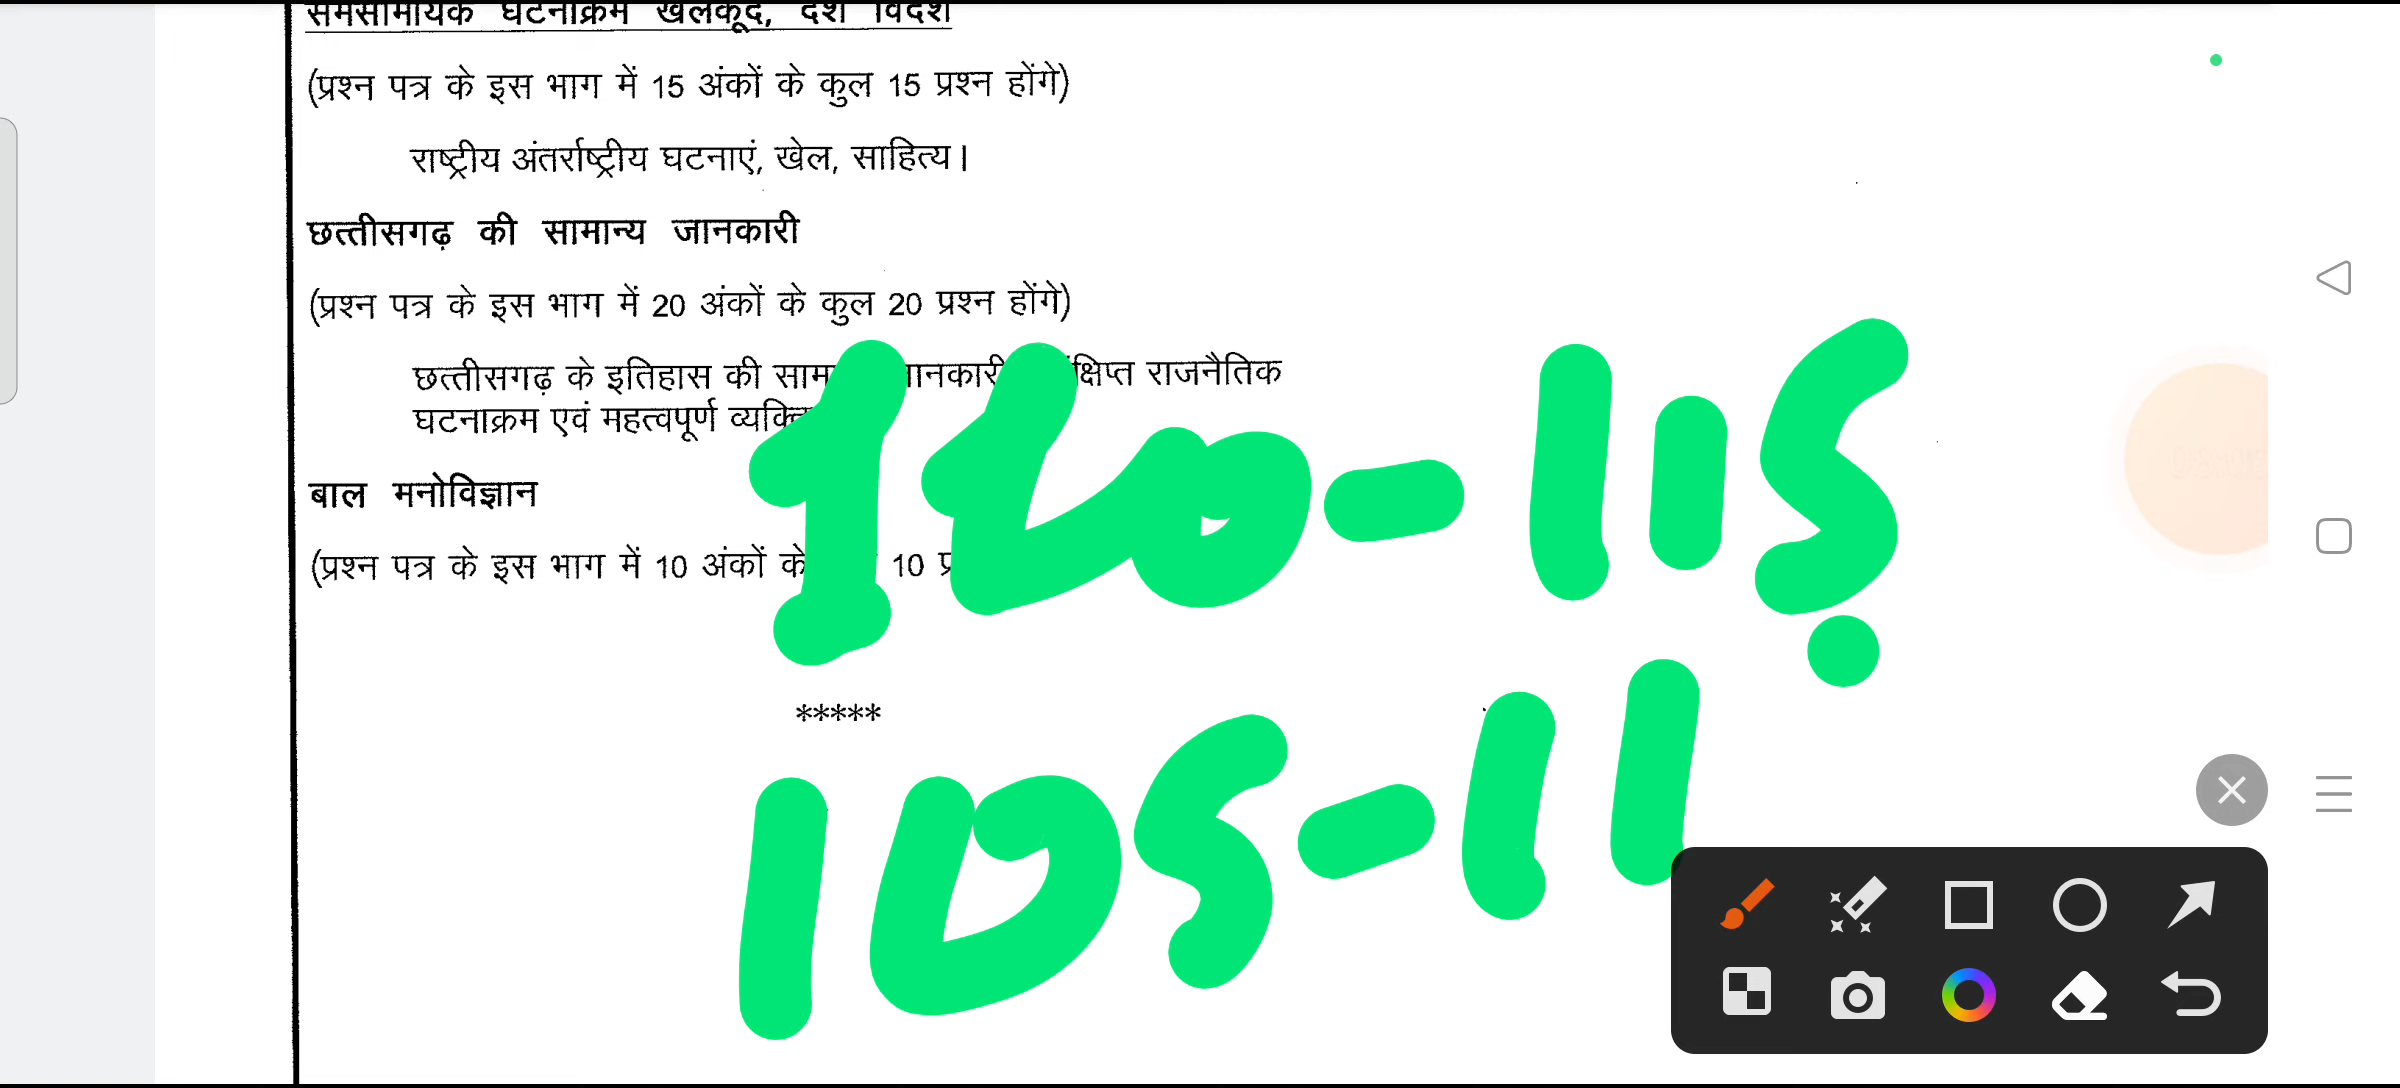 समसामयिक घटनाक्रम खेलकूद, देश विदेश
(प्रश्न पत्र के इस भाग में 15 अंकों के कुल 15 प्रश्न होंगे)
राष्ट्रीय अंतर्राष्ट्रीय घटनाएं, खेल, साहित्य।
छत्तीसगढ़ की सामान्य जानकारी
(प्रश्न पत्र के इस भाग में 20 अंकों के कुल 20 प्रश्न होंगे)
छत्तीसगढ़ के इतिहास की राजनैतिक
घटनाक्रम एवं महत्वपूर्ण
120-115
बाल मनोविज्ञान
(प्रश्न पत्र के इस भाग में 10 अंकों के 10
*****
105-11